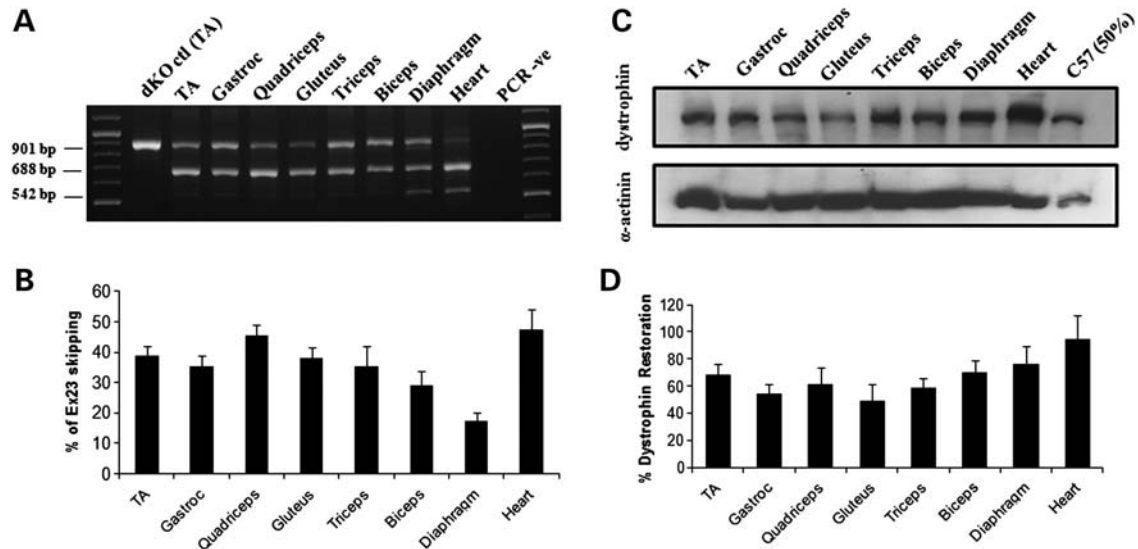 A
dKO ctl (TA)
TA
Gastroc
Quadriceps
Gluteus
Triceps
Biceps
Diaphragm
Heart
PCR -ve
901 bp
688 bp
542 bp
B
% of Ex23 skipping
60
50
40
30
20
10
0
TA
Gastroc
Quadriceps
Gluteus
Triceps
Biceps
Diaphragm
Heart
C
TA
Gastroc
Quadriceps
Gluteus
Triceps
Biceps
Diaphragm
Heart
C57 (50%)
dystrophin
α-actinin
D
% Dystrophin Restoration
120
100
80
60
40
20
0
TA
Gastroc
Quadriceps
Gluteus
Triceps
Biceps
Diaphragm
Heart